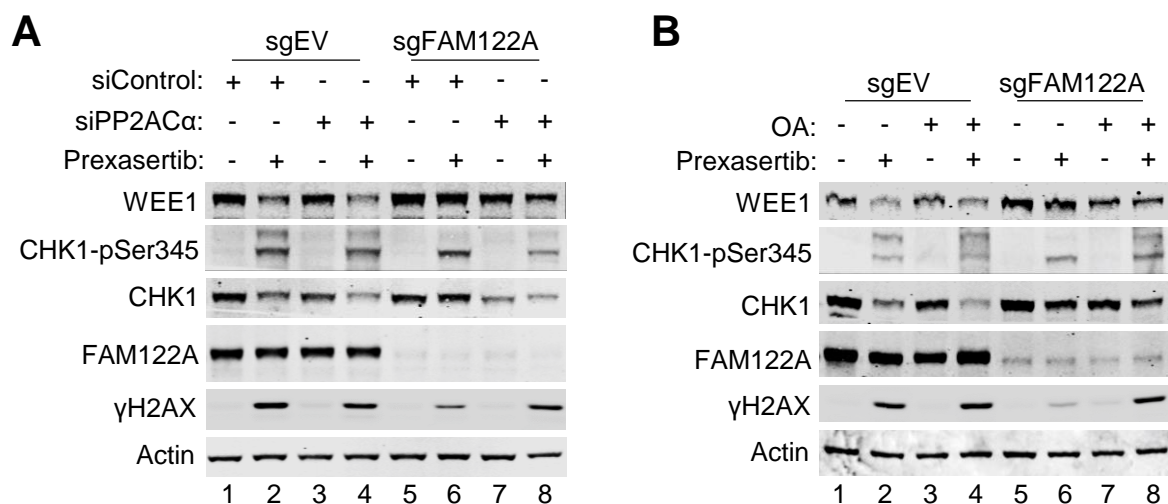 A
sgEV sgFAM122A
siControl: + + - - + + - -
siPP2ACα: - - + + - - + +
Prexasertib: - + - + - + - +
WEE1
CHK1-pSer345
CHK1
FAM122A
γH2AX
Actin
1 2 3 4 5 6 7 8
B
sgEV sgFAM122A
OA: - - + + - - + +
Prexasertib: - + - + - + - +
WEE1
CHK1-pSer345
CHK1
FAM122A
γH2AX
Actin
1 2 3 4 5 6 7 8